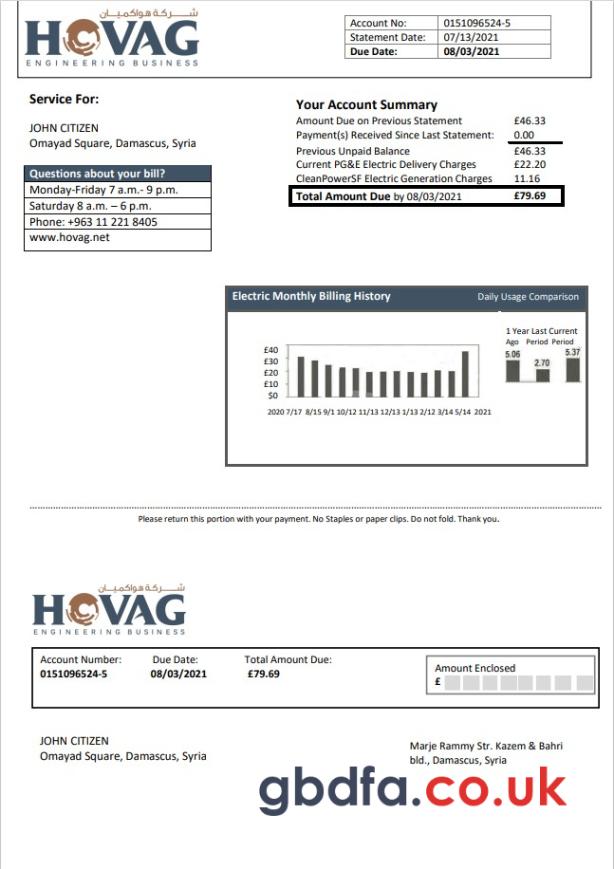 شركة هواكميان
HOVAG
ENGINEERING BUSINESS
Account No: 0151096524-5
Statement Date: 07/13/2021
Due Date: 08/03/2021
Service For:
JOHN CITIZEN
Omayad Square, Damascus, Syria
Questions about your bill?
Monday-Friday 7 a.m.- 9 p.m.
Saturday 8 a.m. – 6 p.m.
Phone: +963 11 221 8405
www.hovag.net
Your Account Summary
Amount Due on Previous Statement £46.33
Payment(s) Received Since Last Statement: 0.00
Previous Unpaid Balance £46.33
Current PG&E Electric Delivery Charges £22.20
CleanPowerSF Electric Generation Charges 11.16
Total Amount Due by 08/03/2021 £79.69
Electric Monthly Billing History Daily Usage Comparison
1 Year Last Current
Ago Period Period
5.06 2.70 5.37
£40
£30
£20
£10
$0
2020 7/17 8/15 9/1 10/12 11/13 12/13 1/13 2/12 3/14 5/14 2021
Please return this portion with your payment. No Staples or paper clips. Do not fold. Thank you.
شركة هواكميان
HOVAG
ENGINEERING BUSINESS
Account Number: Due Date: Total Amount Due:
0151096524-5 08/03/2021 £79.69
Amount Enclosed
£
JOHN CITIZEN
Omayad Square, Damascus, Syria
Marje Rammy Str. Kazem & Bahri
bld., Damascus, Syria
gbdfa.co.uk